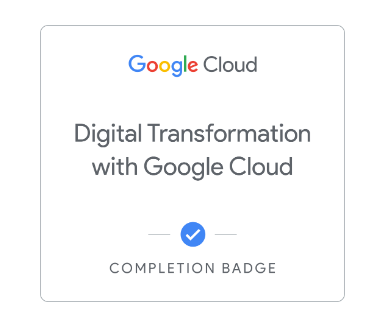 Google Cloud
Digital Transformation
with Google Cloud
COMPLETION BADGE